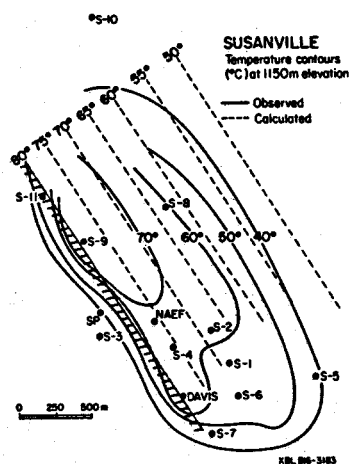 S-10
SUSANVILLE
Temperature contours
(°C) at 1150m elevation
Observed
Calculated
50°
55°
60°
65°
70°
75°
80°
S-11
S-8
S-9
70°
60°
50°
40°
SP
S-3
NAEF
S-2
S-4
S-1
S-5
DAVIS
S-6
S-7
0 250 500m
XBL 816-3183